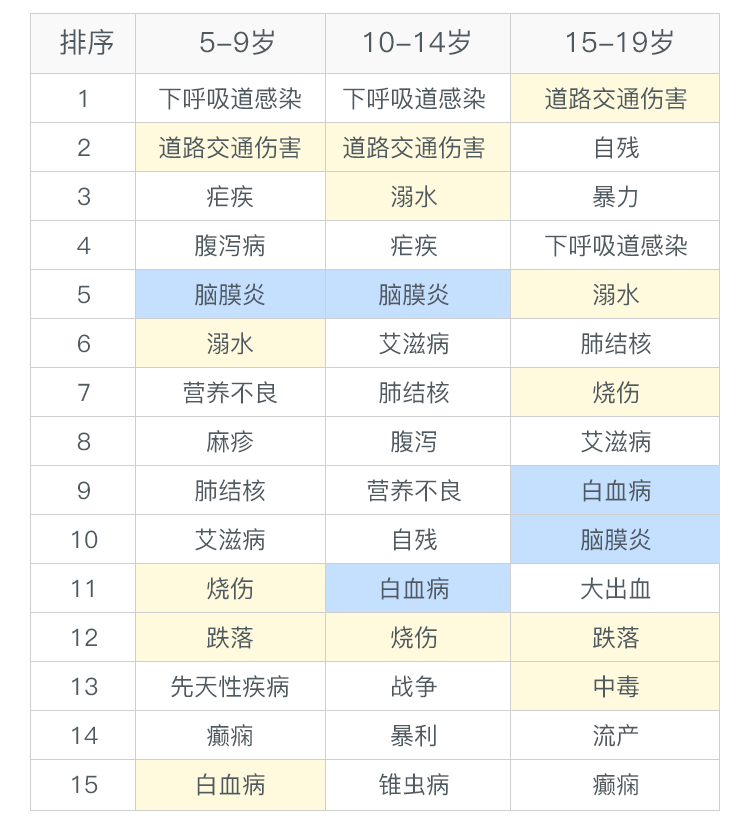 排序 5-9岁 10-14岁 15-19岁
1 下呼吸道感染 下呼吸道感染 道路交通伤害
2 道路交通伤害 道路交通伤害 自残
3 疟疾 溺水 暴力
4 腹泻病 疟疾 下呼吸道感染
5 脑膜炎 脑膜炎 溺水
6 溺水 艾滋病 肺结核
7 营养不良 肺结核 烧伤
8 麻疹 腹泻 艾滋病
9 肺结核 营养不良 白血病
10 艾滋病 自残 脑膜炎
11 烧伤 白血病 大出血
12 跌落 烧伤 跌落
13 先天性疾病 战争 中毒
14 癫痫 暴利 流产
15 白血病 锥虫病 癫痫